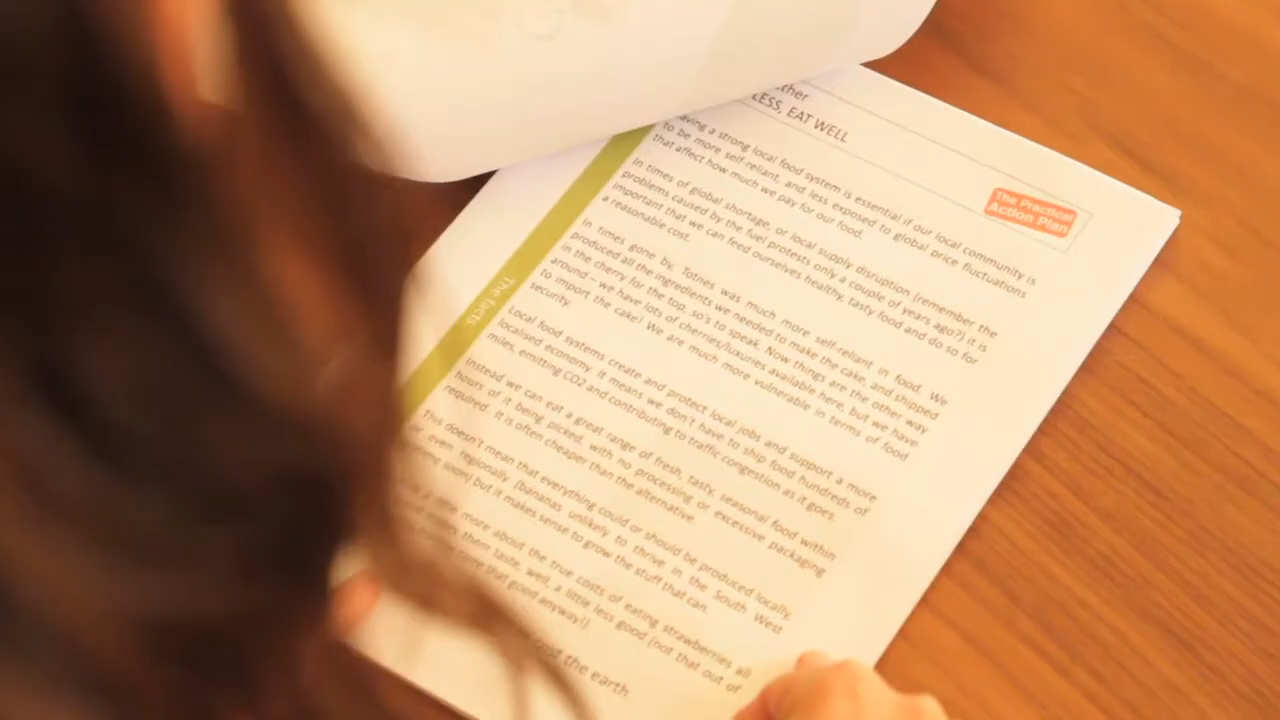 LESS, EAT WELL
The Practical
Action Plan
a strong local food system is essential if our local community is
to be more self-reliant, and less exposed to global price fluctuations
that affect how much we pay for our food.
In times of global shortage, or local supply disruption (remember the
problems caused by the fuel protests only a couple of years ago?) it is
important that we can feed ourselves healthy, tasty food and do so for
a reasonable cost.
In times gone by, Totnes was much more self-reliant in food. We
produced all the ingredients we needed to make the cake, and shipped
in the cherry for the top, so's to speak. Now things are the other way
around – we have lots of cherries/luxuries available here, but we have
to import the cake! We are much more vulnerable in terms of food
security.
The facts
Local food systems create and protect local jobs and support a more
localised economy. It means we don't have to ship food hundreds of
miles, emitting CO2 and contributing to traffic congestion as it goes.
Instead we can eat a great range of fresh, tasty, seasonal food within
hours of it being picked, with no processing or excessive packaging
required. It is often cheaper than the alternative.
This doesn't mean that everything could or should be produced locally,
or even regionally (bananas unlikely to thrive in the South West
soon) but it makes sense to grow the stuff that can.
more about the true costs of eating strawberries all
them taste, well, a little less good (not that out of
that good anyway!)
the earth